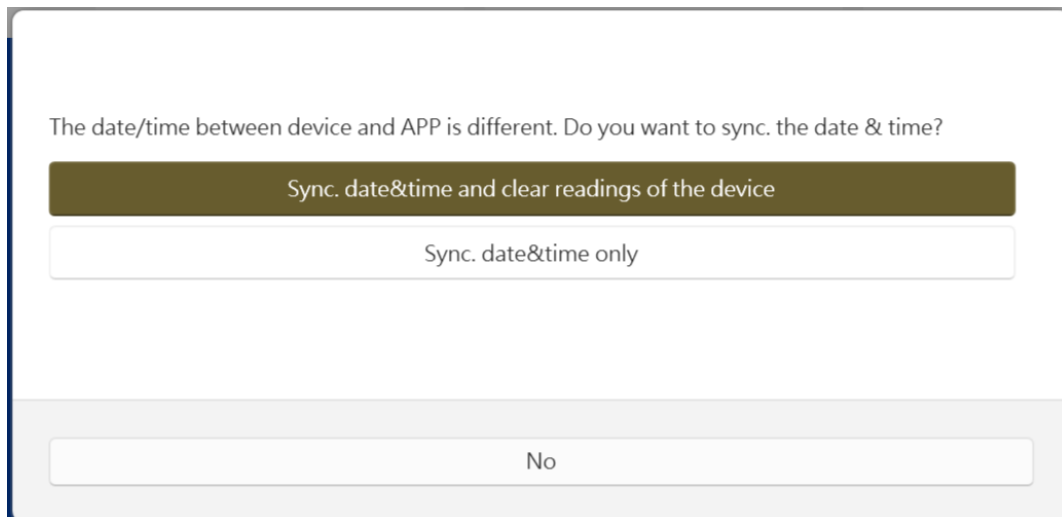 The date/time between device and APP is different. Do you want to sync. the date & time?
Sync. date&time and clear readings of the device
Sync. date&time only
No